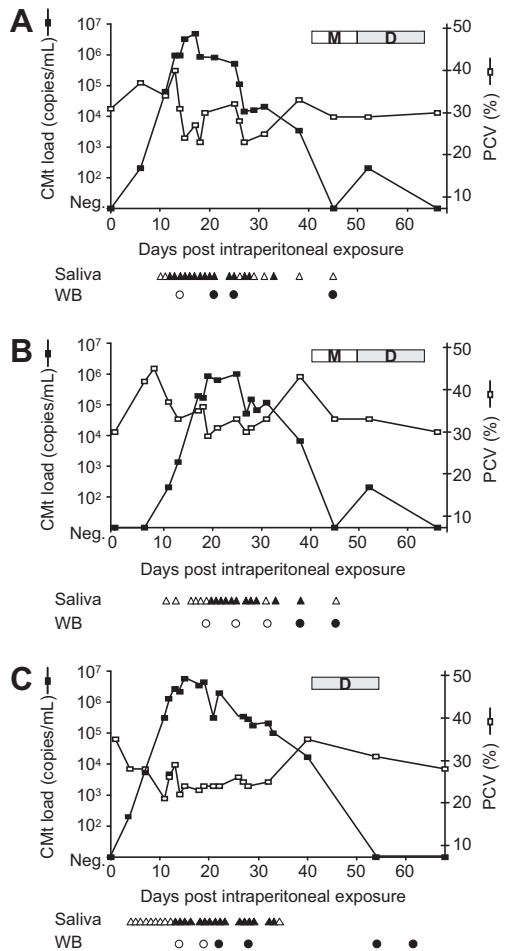 A
CMt load (copies/mL)
10⁷
10⁶
10⁵
10⁴
10³
10²
Neg.
M D
50
40
30
20
10
PCV (%)
0 10 20 30 40 50 60
Days post intraperitoneal exposure
Saliva
WB
B
CMt load (copies/mL)
10⁷
10⁶
10⁵
10⁴
10³
10²
Neg.
M D
50
40
30
20
10
PCV (%)
0 10 20 30 40 50 60
Days post intraperitoneal exposure
Saliva
WB
C
CMt load (copies/mL)
10⁷
10⁶
10⁵
10⁴
10³
10²
Neg.
D
50
40
30
20
10
PCV (%)
0 10 20 30 40 50 60
Days post intraperitoneal exposure
Saliva
WB